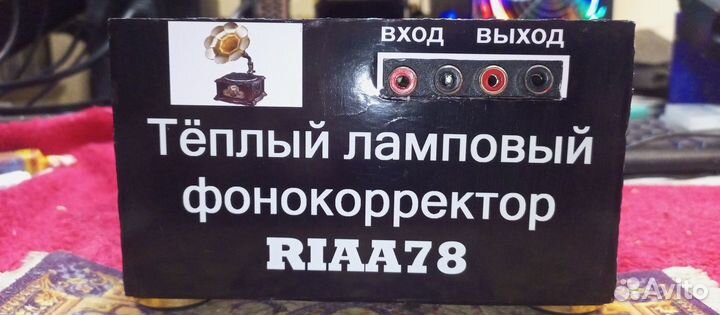 ВХОД ВЫХОД
Тёплый ламповый
фонокорректор
RIAA78
Avito